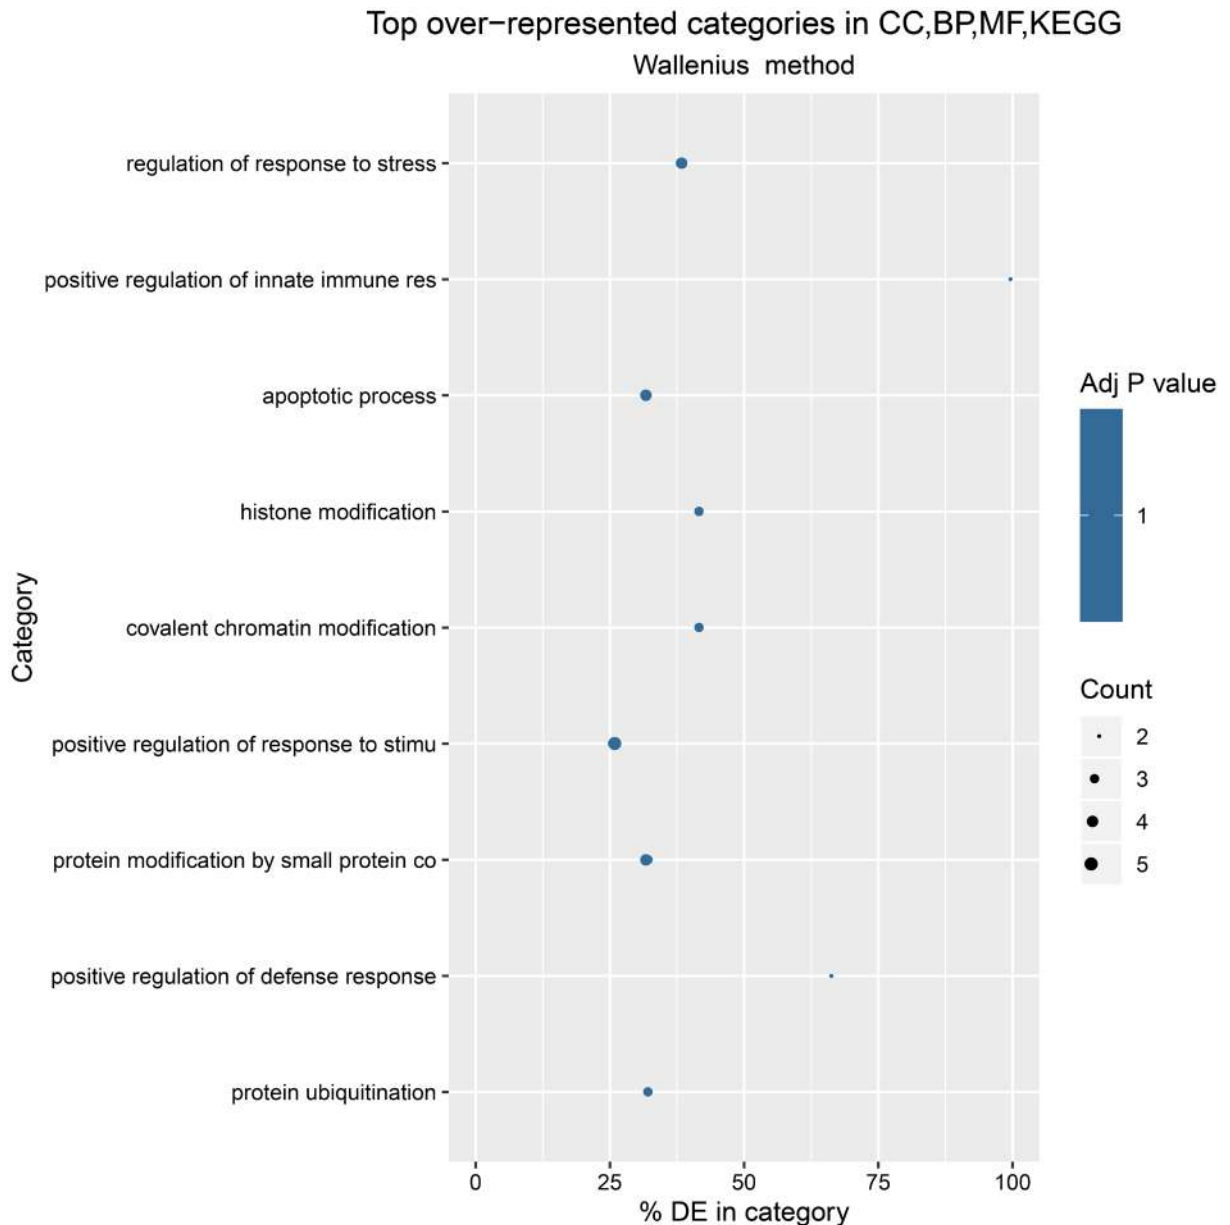 Top over−represented categories in CC,BP,MF,KEGG
Wallenius method
regulation of response to stress
positive regulation of innate immune res
apoptotic process
histone modification
covalent chromatin modification
positive regulation of response to stimu
protein modification by small protein co
positive regulation of defense response
protein ubiquitination
Category
0 25 50 75 100
% DE in category
Adj P value
1
Count
2
3
4
5